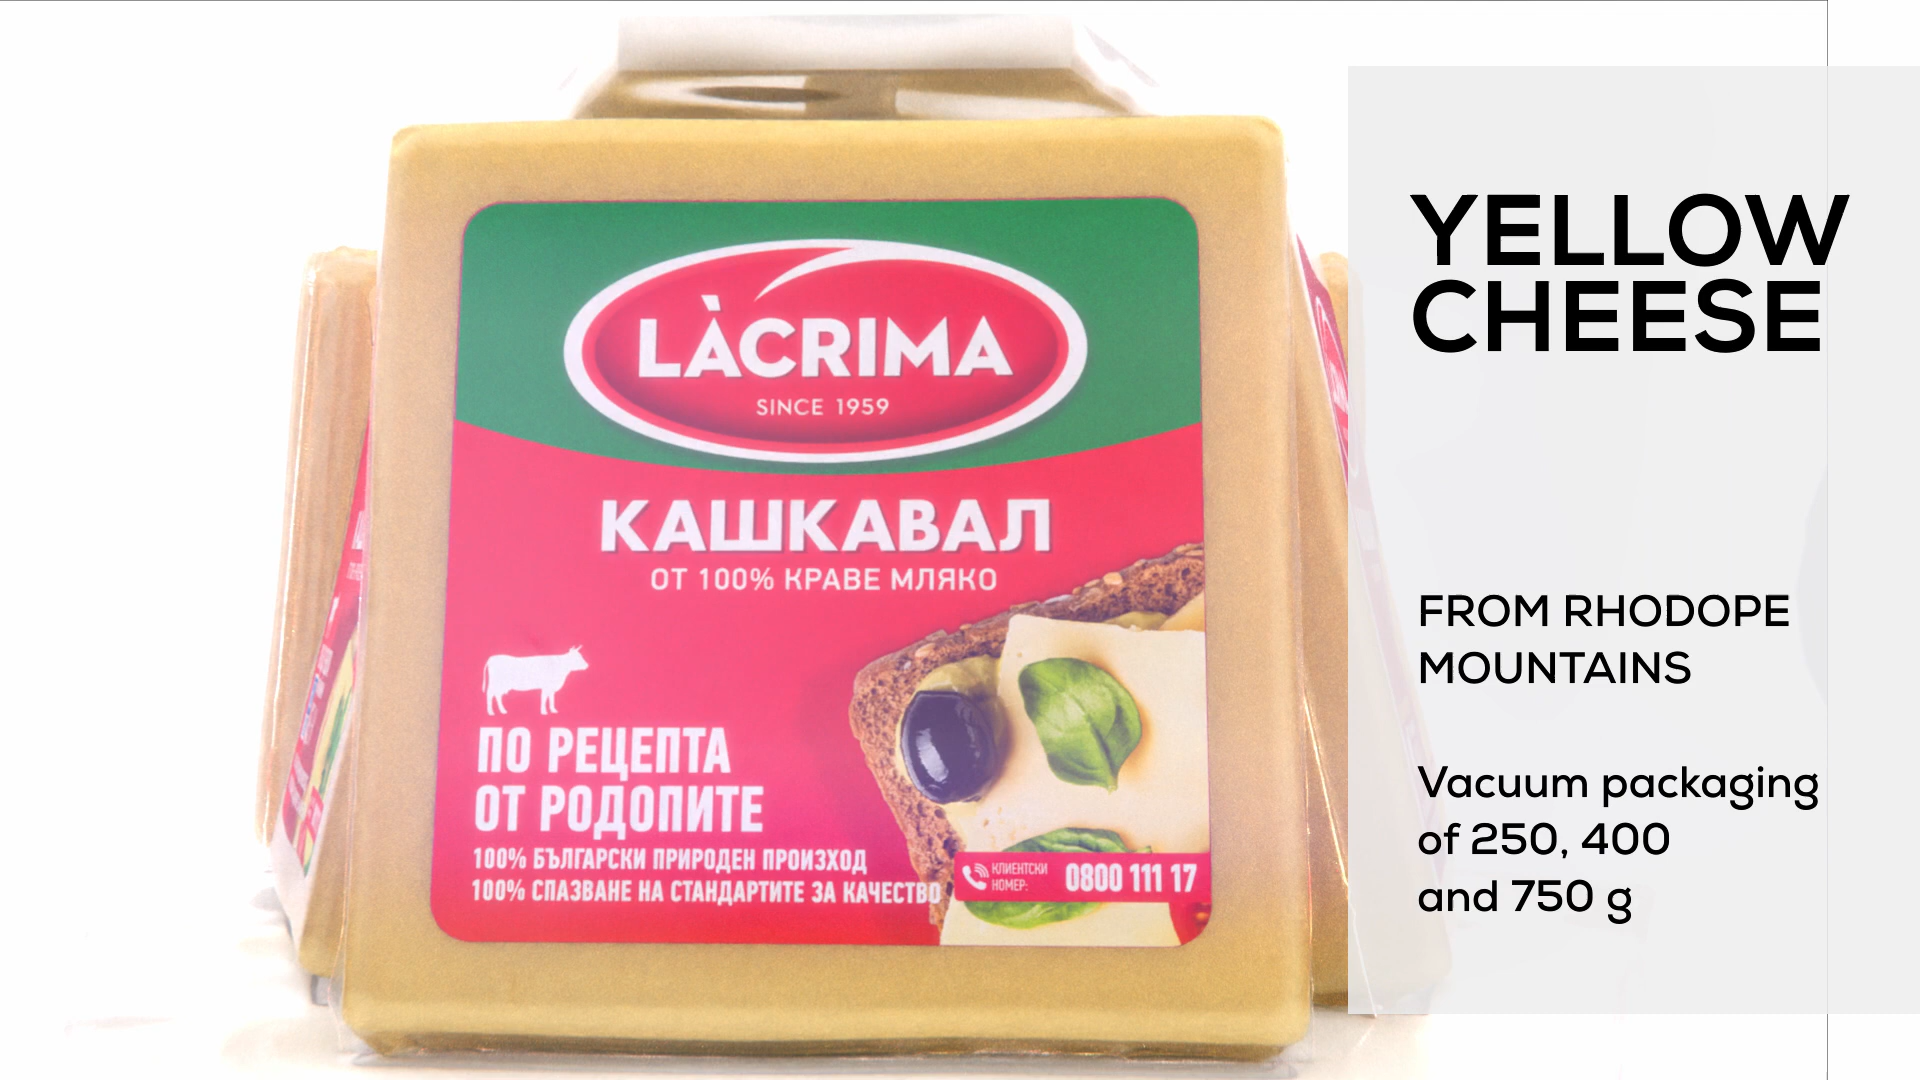 LÀCRIMA
SINCE 1959
КАШКАВАЛ
ОТ 100% КРАВЕ МЛЯКО
ПО РЕЦЕПТА
ОТ РОДОПИТЕ
100% БЪЛГАРСКИ ПРИРОДЕН ПРОИЗХОД
100% СПАЗВАНЕ НА СТАНДАРТИТЕ ЗА КАЧЕСТВО
КЛИЕНТСКИ
НОМЕР:
0800 111 17
YELLOW
CHEESE
FROM RHODOPE
MOUNTAINS
Vacuum packaging
of 250, 400
and 750 g